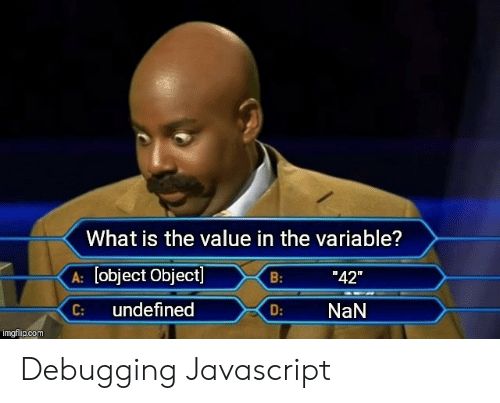 What is the value in the variable?
A: [object Object]
B: "42"
C: undefined
D: NaN
imgflip.com
Debugging Javascript